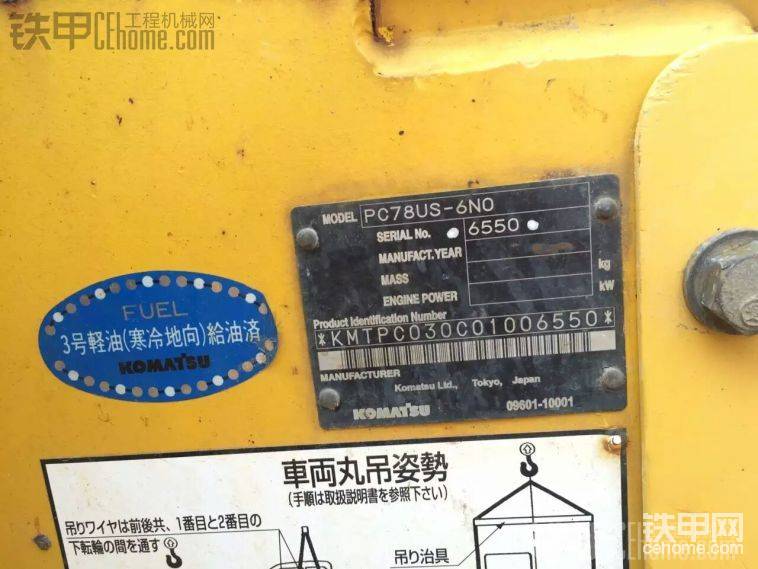 铁甲 工程机械网
CEhome.com
MODEL PC78US-6N0
SERIAL No. 6550
MANUFACT.YEAR
MASS kg
ENGINE POWER kW
Product Identification Number
*KMTPC030C01006550*
MANUFACTURER
Komatsu Ltd., Tokyo, Japan
KOMATSU 09601-10001
FUEL
3号軽油(寒冷地向)給油済
KOMATSU
車両丸吊姿勢
(手順は取扱説明書を参照下さい)
吊りワイヤは前後共、1番目と2番目の
下転輪の間を通す
吊り治具
铁甲网
cehome.com